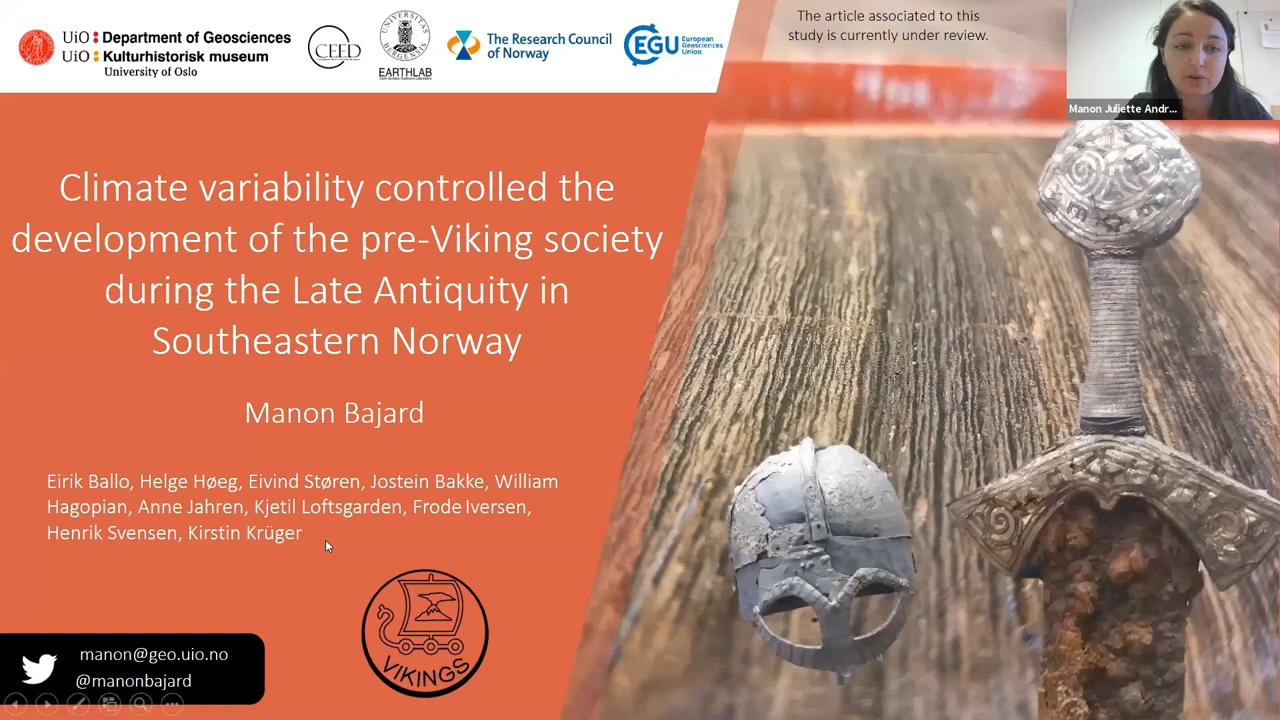 UiO Department of Geosciences
UiO Kulturhistorisk museum
University of Oslo
CEED
UNIVERSITAS BERGENSIS
EARTHLAB
The Research Council
of Norway
EGU European
Geosciences
Union
The article associated to this
study is currently under review.
Manon Juliette Andr...
Climate variability controlled the
development of the pre-Viking society
during the Late Antiquity in
Southeastern Norway
Manon Bajard
Eirik Ballo, Helge Høeg, Eivind Støren, Jostein Bakke, William
Hagopian, Anne Jahren, Kjetil Loftsgarden, Frode Iversen,
Henrik Svensen, Kirstin Krüger
VIKINGS
manon@geo.uio.no
@manonbajard